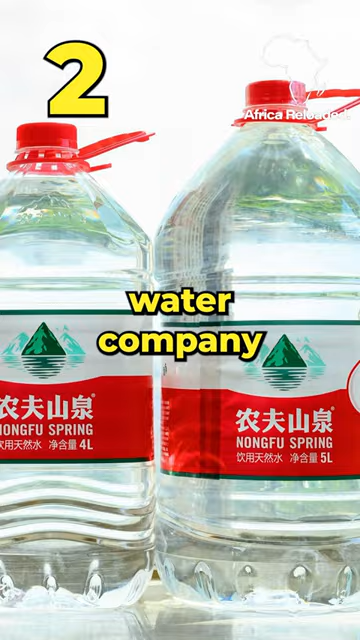 2
Africa Reloaded
water
company
农夫山泉
NONGFU SPRING
饮用天然水 净含量 4L
农夫山泉®
NONGFU SPRING
饮用天然水 净含量 5L